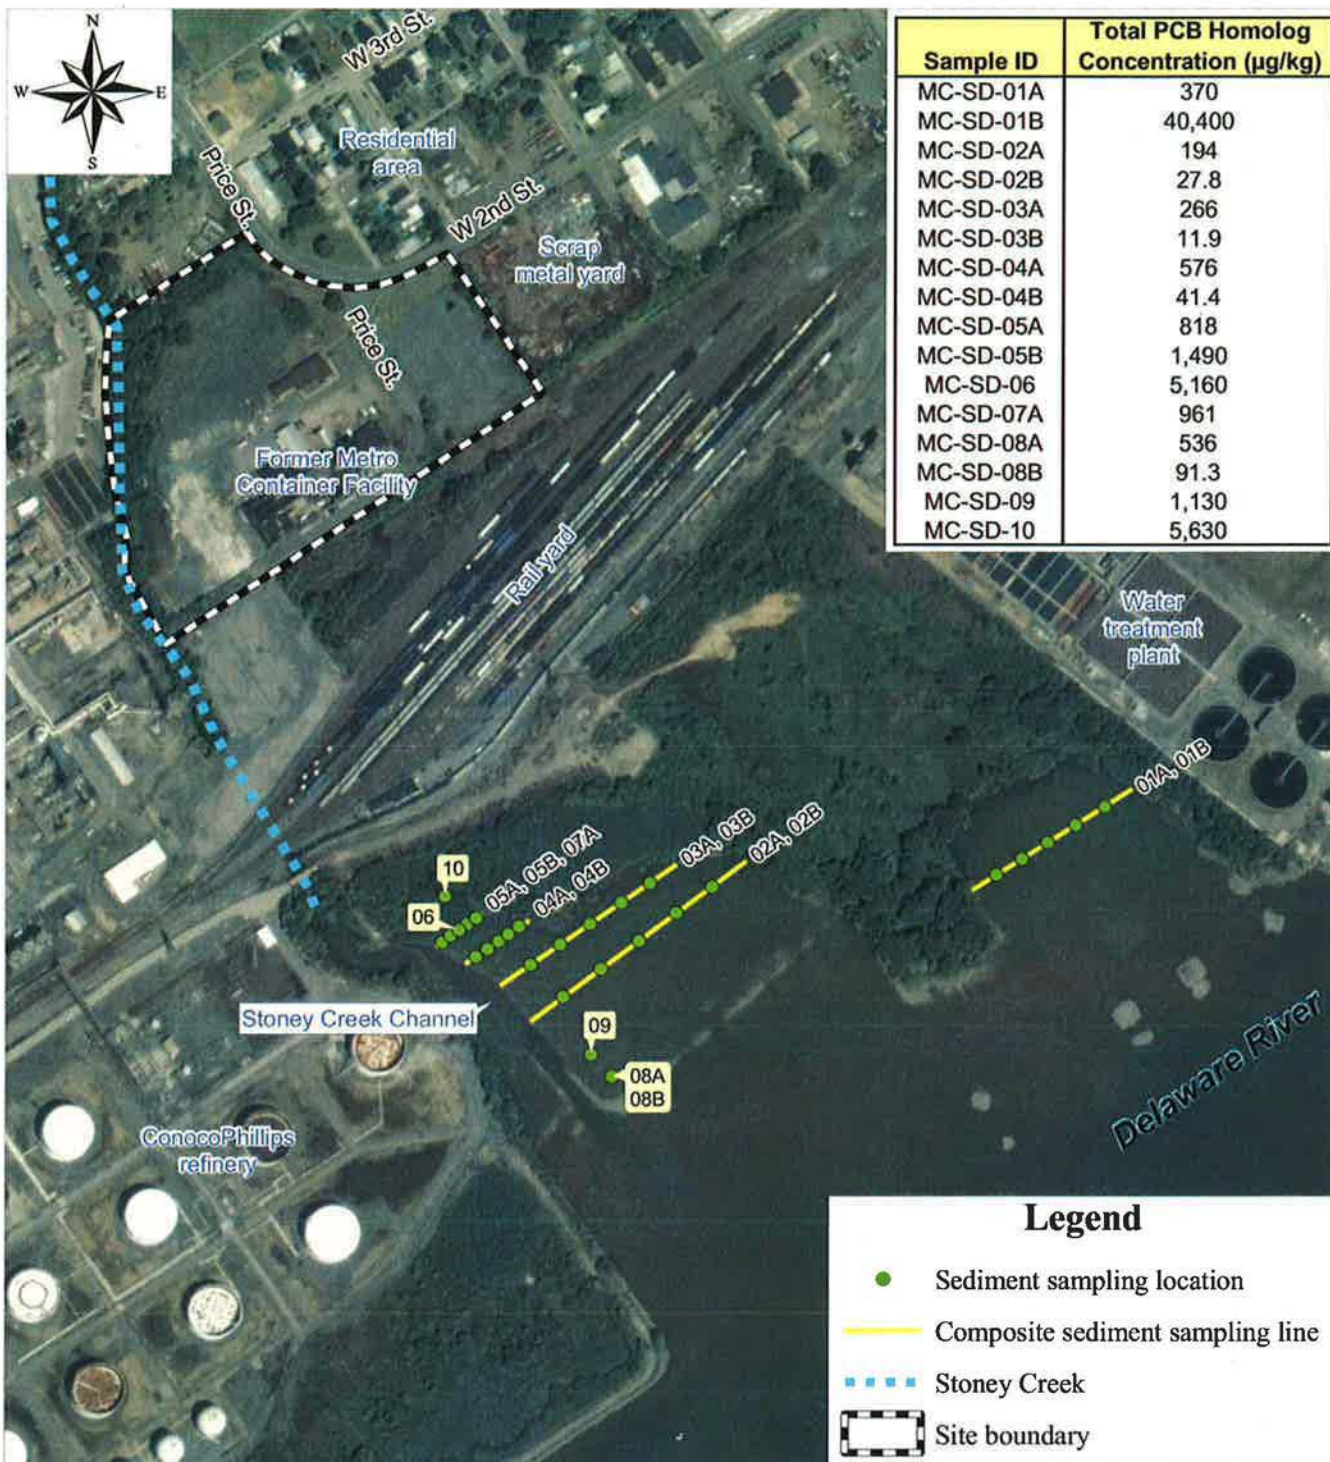 N
W E
S
Sample ID Total PCB Homolog Concentration (µg/kg)
MC-SD-01A 370
MC-SD-01B 40,400
MC-SD-02A 194
MC-SD-02B 27.8
MC-SD-03A 266
MC-SD-03B 11.9
MC-SD-04A 576
MC-SD-04B 41.4
MC-SD-05A 818
MC-SD-05B 1,490
MC-SD-06 5,160
MC-SD-07A 961
MC-SD-08A 536
MC-SD-08B 91.3
MC-SD-09 1,130
MC-SD-10 5,630
W 3rd St.
Residential
area
Price St.
W 2nd St.
Scrap
metal yard
Price St.
Former Metro
Container Facility
Rail yard
Water
treatment
plant
01A, 01B
03A, 03B
02A, 02B
10
05A, 05B, 07A
04A, 04B
06
Stoney Creek Channel
09
08A
08B
Delaware River
ConocoPhillips
refinery
Legend
Sediment sampling location
Composite sediment sampling line
Stoney Creek
Site boundary